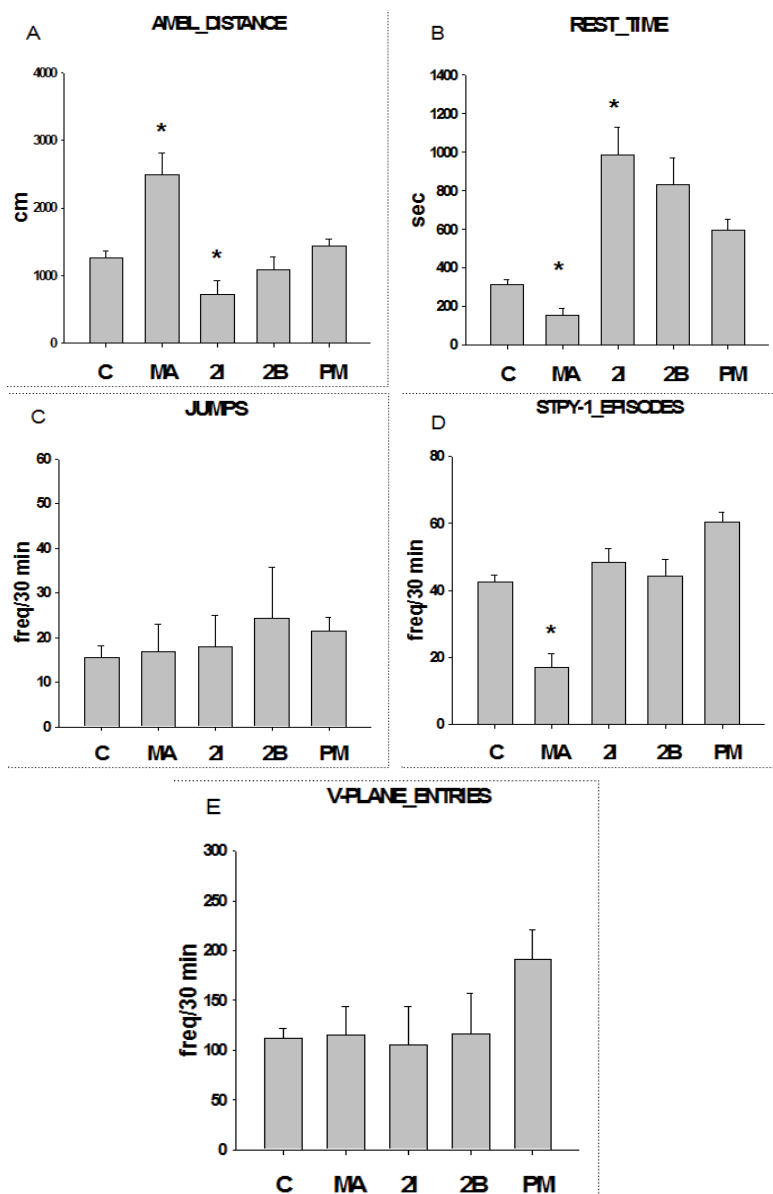 A
AMBL_DISTANCE
4000
3000
2000
1000
0
cm
*
*
C MA 2I 2B PM
B
REST_TIME
1400
1200
1000
800
600
400
200
0
sec
*
*
C MA 2I 2B PM
C
JUMPS
60
50
40
30
20
10
0
freq/30 min
C MA 2I 2B PM
D
STPY-1_EPISODES
80
60
40
20
0
freq/30 min
*
C MA 2I 2B PM
E
V-PLANE_ENTRIES
300
250
200
150
100
50
0
freq/30 min
C MA 2I 2B PM